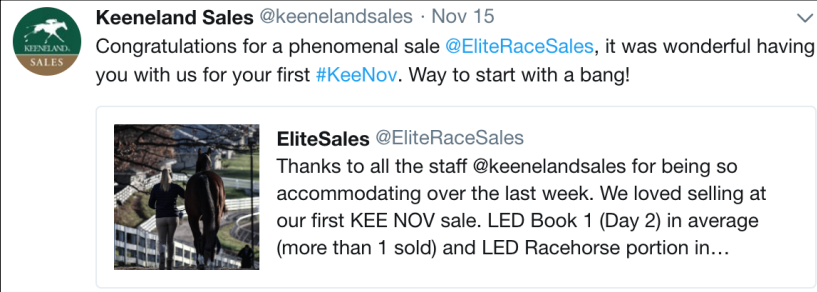 Keeneland Sales @keenelandsales · Nov 15
Congratulations for a phenomenal sale @EliteRaceSales, it was wonderful having
you with us for your first #KeeNov. Way to start with a bang!
KEENELAND.
SALES
EliteSales @EliteRaceSales
Thanks to all the staff @keenelandsales for being so
accommodating over the last week. We loved selling at
our first KEE NOV sale. LED Book 1 (Day 2) in average
(more than 1 sold) and LED Racehorse portion in…